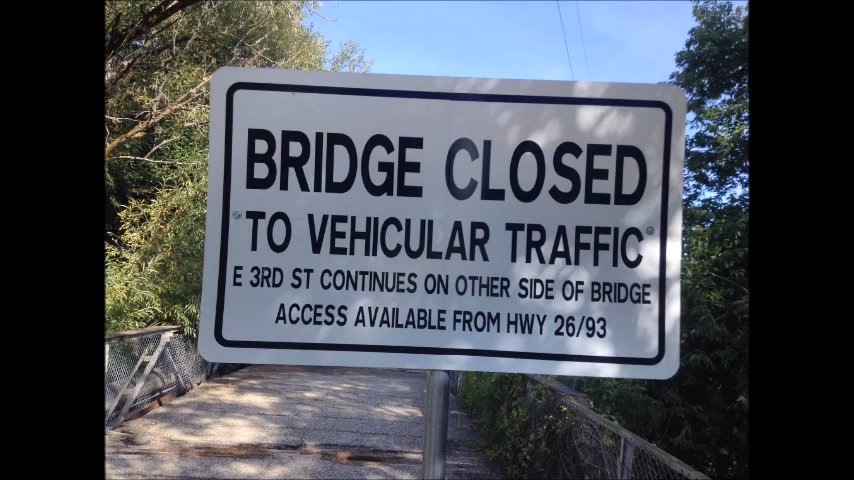 BRIDGE CLOSED
TO VEHICULAR TRAFFIC
E 3RD ST CONTINUES ON OTHER SIDE OF BRIDGE
ACCESS AVAILABLE FROM HWY 26/93